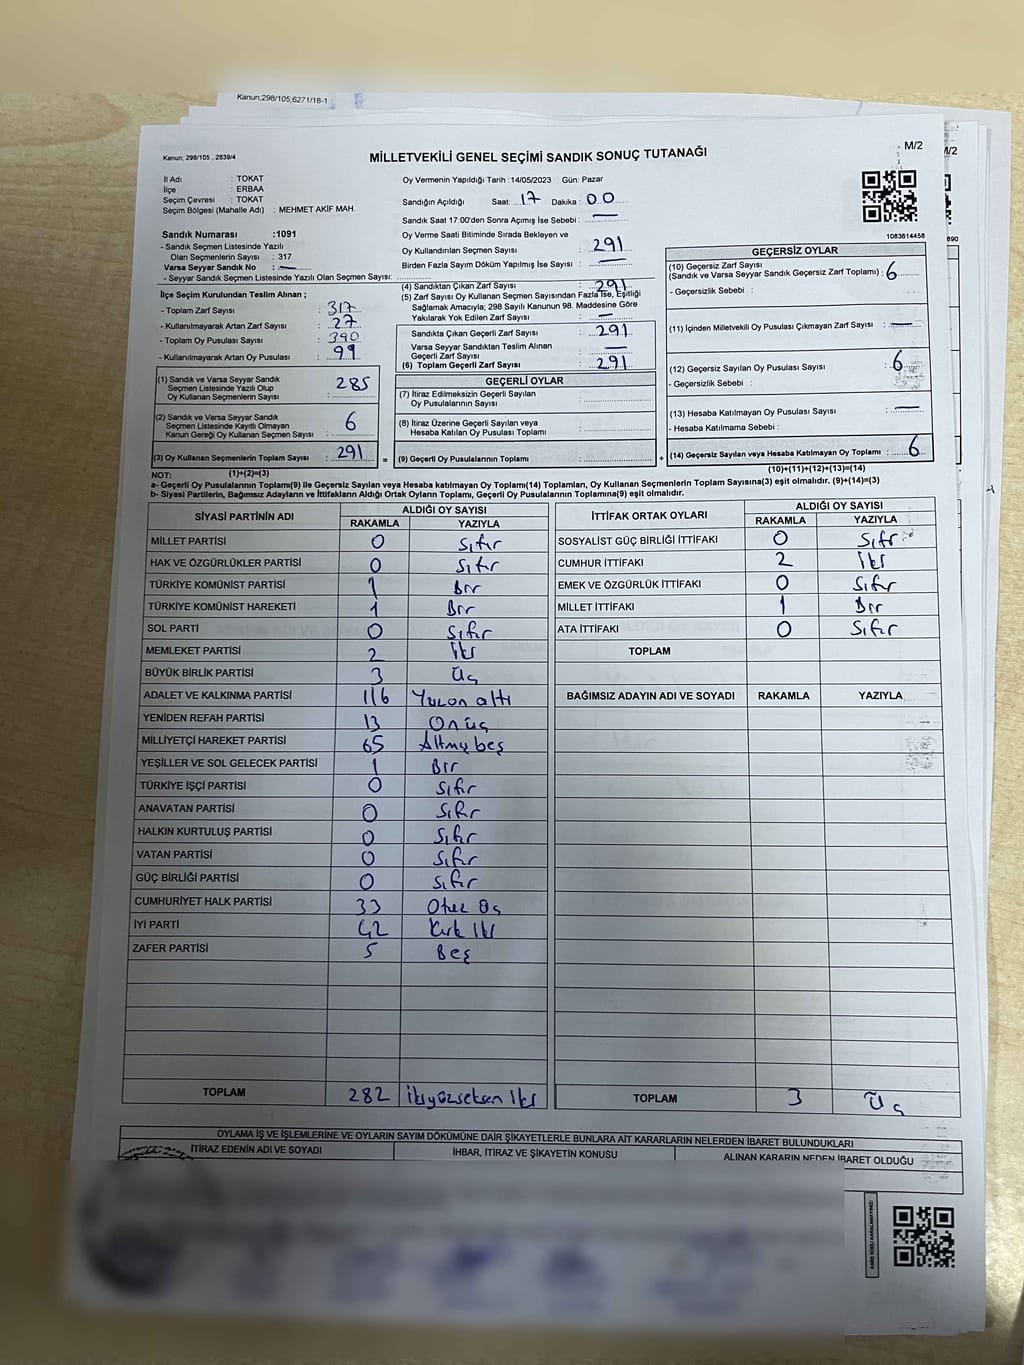 Kanun;298/105;6271/18-1
Kanun; 298/105 , 2839/4
MİLLETVEKİLİ GENEL SEÇİMİ SANDIK SONUÇ TUTANAĞI
M/2
M/2
İl Adı : TOKAT
İlçe : ERBAA
Seçim Çevresi : TOKAT
Seçim Bölgesi (Mahalle Adı) : MEHMET AKİF MAH.
Oy Vermenin Yapıldığı Tarih :14/05/2023 Gün: Pazar
Sandığın Açıldığı Saat: 17 Dakika: 00
Sandık Saat 17:00'den Sonra Açımış İse Sebebi : —
Sandık Numarası :1091
- Sandık Seçmen Listesinde Yazılı
Olan Seçmenlerin Sayısı : 317
Varsa Seyyar Sandık No : —
- Seyyar Sandık Seçmen Listesinde Yazılı Olan Seçmen Sayısı:
Oy Verme Saati Bitiminde Sırada Bekleyen ve
Oy Kullandırılan Seçmen Sayısı : 291
Birden Fazla Sayım Döküm Yapılmış İse Sayısı : —
1083614458
890
İlçe Seçim Kurulundan Teslim Alınan ;
- Toplam Zarf Sayısı : 317
- Kullanılmayarak Artan Zarf Sayısı : 27
- Toplam Oy Pusulası : 390
- Kullanılmayarak Artan Oy Pusulası : 99
(4) Sandıktan Çıkan Zarf Sayısı : 291
(5) Zarf Sayısı Oy Kullanan Seçmen Sayısından Fazla İse, Eşitliği
Sağlamak Amacıyla; 298 Sayılı Kanunun 98. Maddesine Göre
Yakılarak Yok Edilen Zarf Sayısı : —
Sandıkta Çıkan Geçerli Zarf Sayısı : 291
Varsa Seyyar Sandıktan Teslim Alınan
Geçerli Zarf Sayısı : —
(6) Toplam Geçerli Zarf Sayısı : 291
GEÇERSİZ OYLAR
(10) Geçersiz Zarf Sayısı
(Sandık ve Varsa Seyyar Sandık Geçersiz Zarf Toplamı) : 6
- Geçersizlik Sebebi :
(11) İçinden Milletvekili Oy Pusulası Çıkmayan Zarf Sayısı : —
(12) Geçersiz Sayılan Oy Pusulası Sayısı : 6
- Geçersizlik Sebebi :
(13) Hesaba Katılmayan Oy Pusulası Sayısı : —
- Hesaba Katılmama Sebebi :
(14) Geçersiz Sayılan veya Hesaba Katılmayan Oy Toplamı : 6
(10)+(11)+(12)+(13)=(14)
(1) Sandık ve Varsa Seyyar Sandık
Seçmen Listesinde Yazılı Olup
Oy Kullanan Seçmenlerin Sayısı : 285
(2) Sandık ve Varsa Seyyar Sandık
Seçmen Listesinde Kayıtlı Olmayan
Kanun Gereği Oy Kullanan Seçmen Sayısı : 6
(3) Oy Kullanan Seçmenlerin Toplam Sayısı : 291 =
(1)+(2)=(3)
GEÇERLİ OYLAR
(7) İtiraz Edilmeksizin Geçerli Sayılan
Oy Pusulalarının Sayısı :
(8) İtiraz Üzerine Geçerli Sayılan veya
Hesaba Katılan Oy Pusulası Toplamı :
(9) Geçerli Oy Pusulalarının Toplamı : +
NOT:
a- Geçerli Oy Pusulalarının Toplamı(9) ile Geçersiz Sayılan veya Hesaba katılmayan Oy Toplamı(14) Toplamları, Oy Kullanan Seçmenlerin Toplam Sayısına(3) eşit olmalıdır. (9)+(14)=(3)
b- Siyasi Partilerin, Bağımsız Adayların ve İttifakların Aldığı Ortak Oyların Toplamı, Geçerli Oy Pusulalarının Toplamına(9) eşit olmalıdır.
SİYASİ PARTİNİN ADI ALDIĞI OY SAYISI
RAKAMLA YAZIYLA
MİLLET PARTİSİ 0 Sıfır
HAK VE ÖZGÜRLÜKLER PARTİSİ 0 Sıfır
TÜRKİYE KOMÜNİST PARTİSİ 1 Bir
TÜRKİYE KOMÜNİST HAREKETİ 1 Bir
SOL PARTİ 0 Sıfır
MEMLEKET PARTİSİ 2 İki
BÜYÜK BİRLİK PARTİSİ 3 Üç
ADALET VE KALKINMA PARTİSİ 116 Yüzon altı
YENİDEN REFAH PARTİSİ 13 Onüç
MİLLİYETÇİ HAREKET PARTİSİ 65 Altmış beş
YEŞİLLER VE SOL GELECEK PARTİSİ 1 Bir
TÜRKİYE İŞÇİ PARTİSİ 0 Sıfır
ANAVATAN PARTİSİ 0 Sıfır
HALKIN KURTULUŞ PARTİSİ 0 Sıfır
VATAN PARTİSİ 0 Sıfır
GÜÇ BİRLİĞİ PARTİSİ 0 Sıfır
CUMHURİYET HALK PARTİSİ 33 Otuz üç
İYİ PARTİ 42 Kırk iki
ZAFER PARTİSİ 5 Beş
TOPLAM 282 İkiyüzseksen iki
İTTİFAK ORTAK OYLARI ALDIĞI OY SAYISI
RAKAMLA YAZIYLA
SOSYALİST GÜÇ BİRLİĞİ İTTİFAKI 0 Sıfır
CUMHUR İTTİFAKI 2 İki
EMEK VE ÖZGÜRLÜK İTTİFAKI 0 Sıfır
MİLLET İTTİFAKI 1 Bir
ATA İTTİFAKI 0 Sıfır
TOPLAM
BAĞIMSIZ ADAYIN ADI VE SOYADI RAKAMLA YAZIYLA
TOPLAM 3 Üç
OYLAMA İŞ VE İŞLEMLERİNE VE OYLARIN SAYIM DÖKÜMÜNE DAİR ŞİKAYETLERLE BUNLARA AİT KARARLARIN NELERDEN İBARET BULUNDUKLARI
İTİRAZ EDENİN ADI VE SOYADI İHBAR, İTİRAZ VE ŞİKAYETİN KONUSU ALINAN KARARIN NEDEN İBARET OLDUĞU
KARE KODU KARALAMAYINIZ!